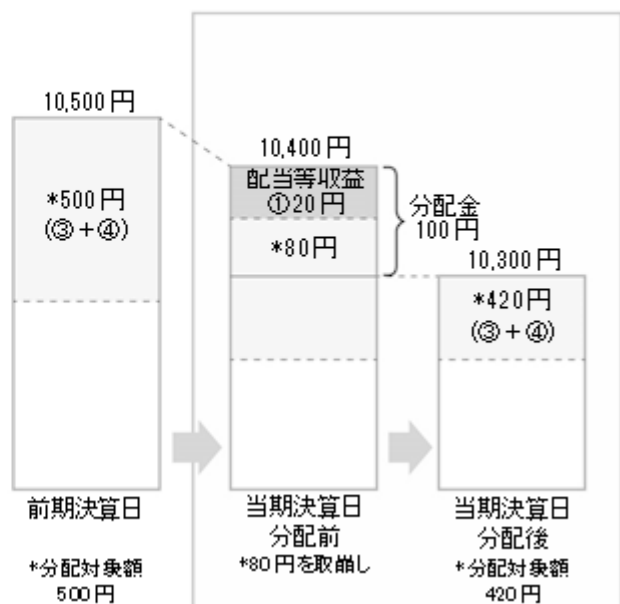 10,500円
*500円
(③+④)
前期決算日
*分配対象額
500円
10,400円
配当等収益
①20円
*80円
分配金
100円
当期決算日
分配前
*80円を取崩し
10,300円
*420円
(③+④)
当期決算日
分配後
*分配対象額
420円